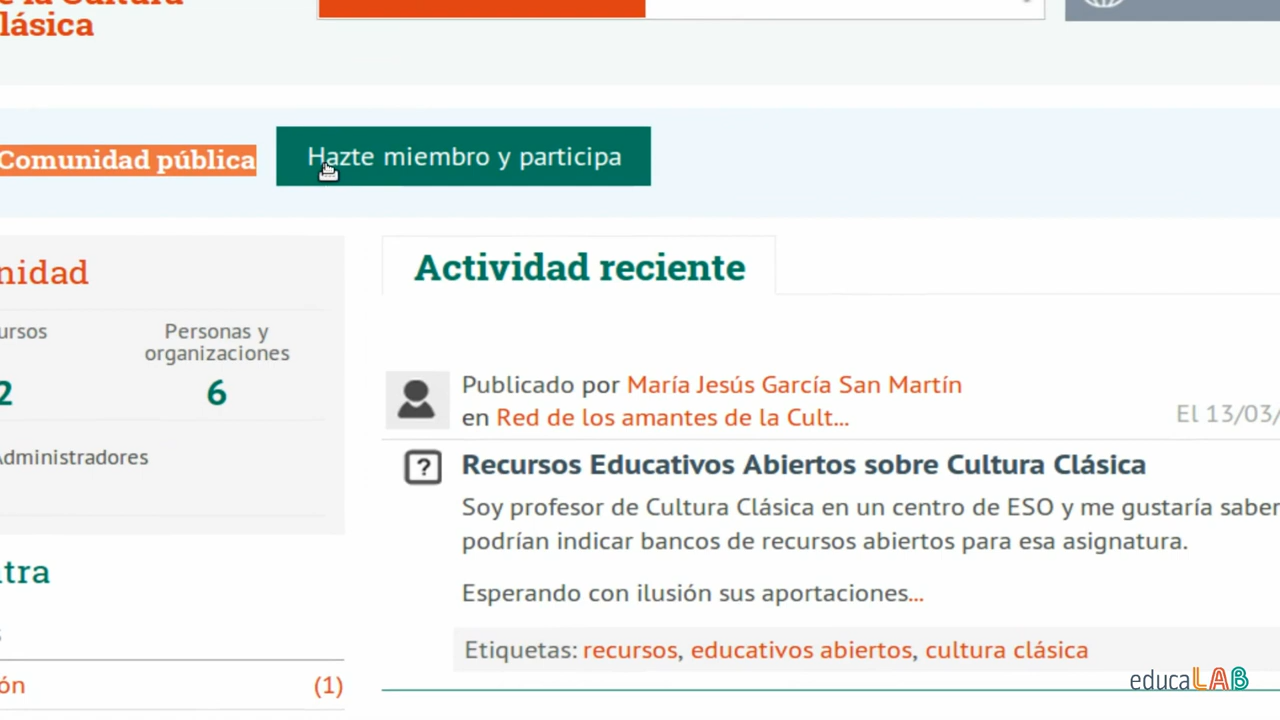 lásica
Comunidad pública
Hazte miembro y participa
nidad
Actividad reciente
ursos
Personas y
organizaciones
2
6
Administradores
Publicado por María Jesús García San Martín
en Red de los amantes de la Cult...
El 13/03/
Recursos Educativos Abiertos sobre Cultura Clásica
Soy profesor de Cultura Clásica en un centro de ESO y me gustaría saber
podrían indicar bancos de recursos abiertos para esa asignatura.
Esperando con ilusión sus aportaciones...
Etiquetas: recursos, educativos abiertos, cultura clásica
ntra
ón
(1)
educaLAB